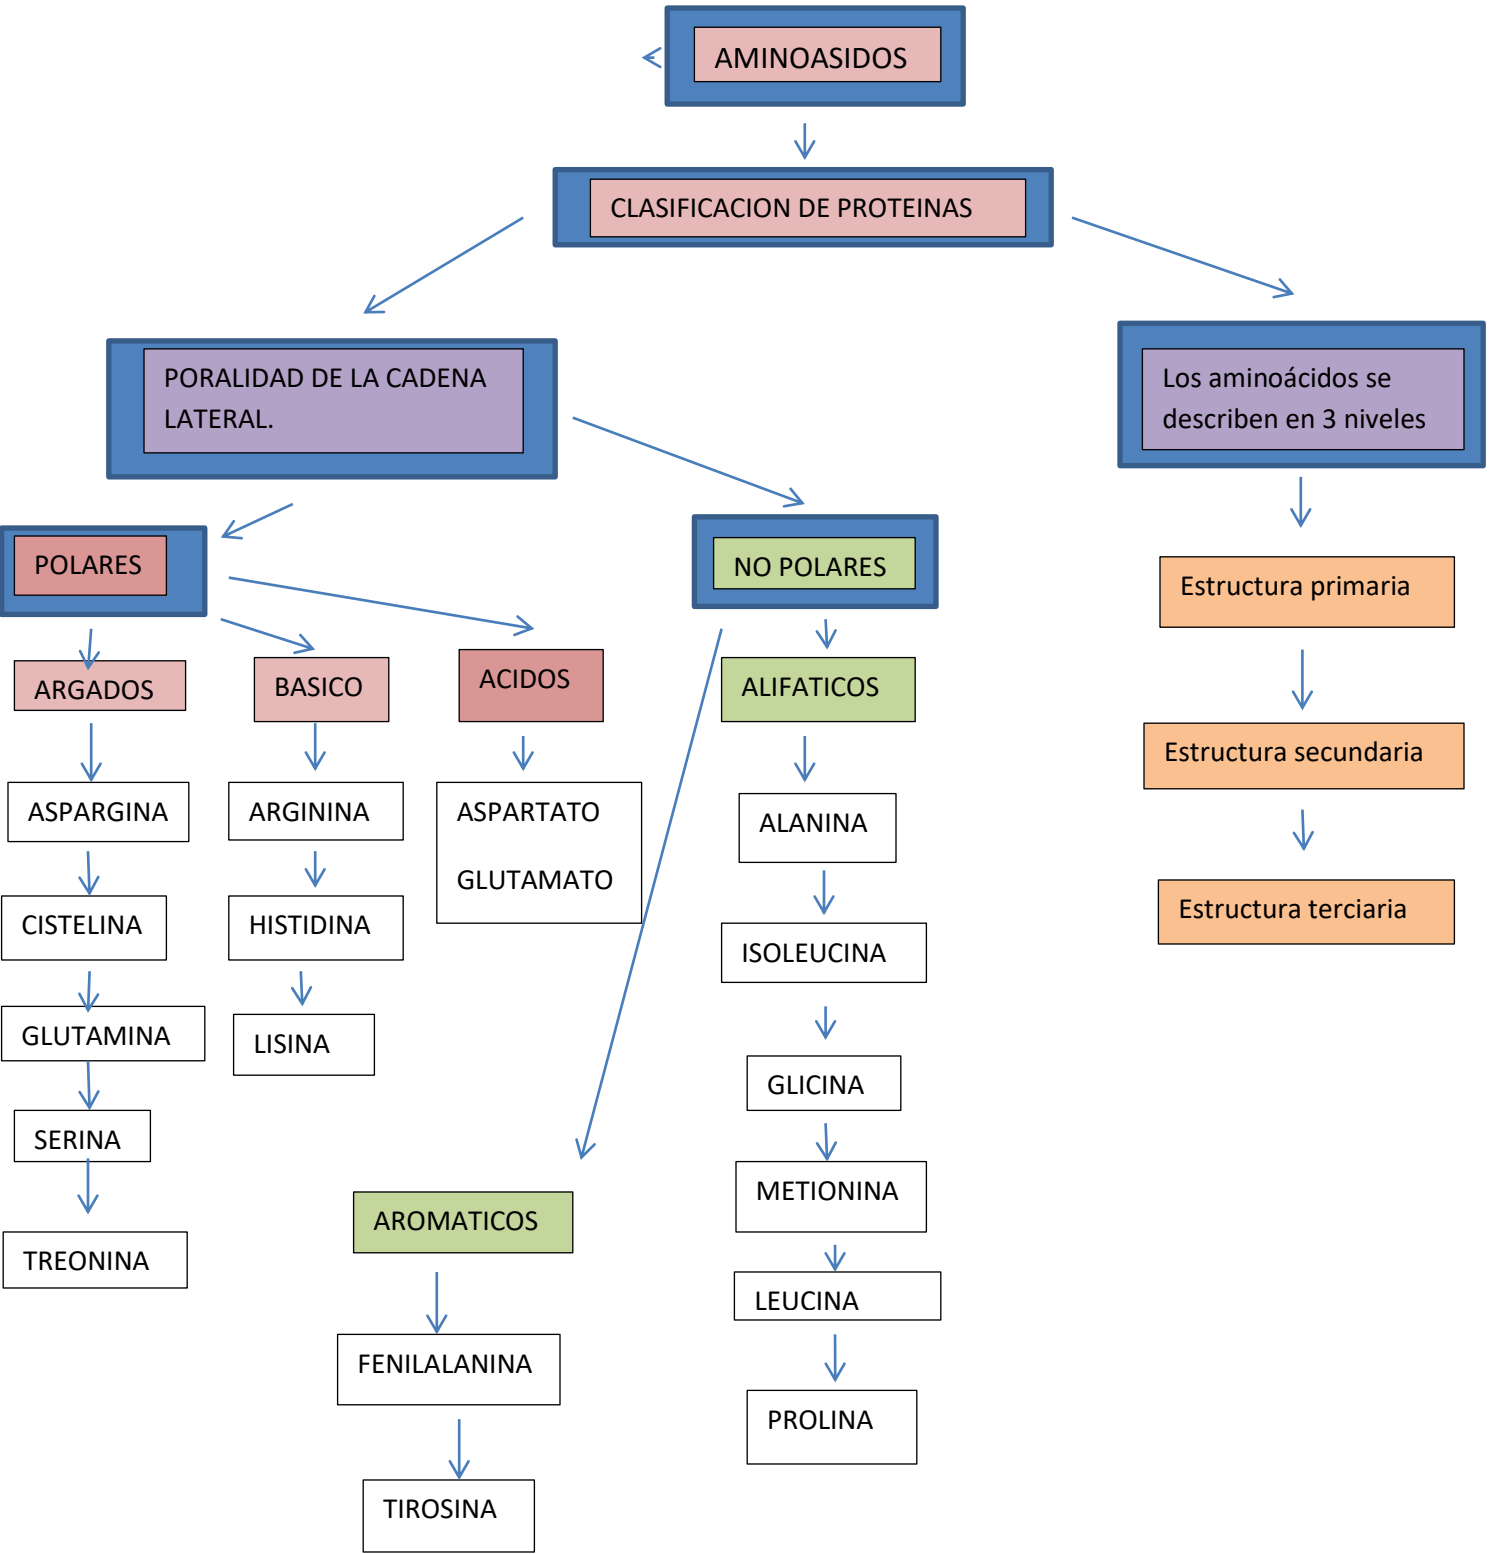 AMINOASIDOS
CLASIFICACION DE PROTEINAS
PORALIDAD DE LA CADENA
LATERAL.
Los aminoácidos se
describen en 3 niveles
POLARES
NO POLARES
Estructura primaria
ARGADOS
BASICO
ACIDOS
ALIFATICOS
Estructura secundaria
ASPARGINA
ARGININA
ASPARTATO
GLUTAMATO
ALANINA
Estructura terciaria
CISTELINA
HISTIDINA
ISOLEUCINA
GLUTAMINA
LISINA
GLICINA
SERINA
METIONINA
AROMATICOS
TREONINA
LEUCINA
FENILALANINA
PROLINA
TIROSINA